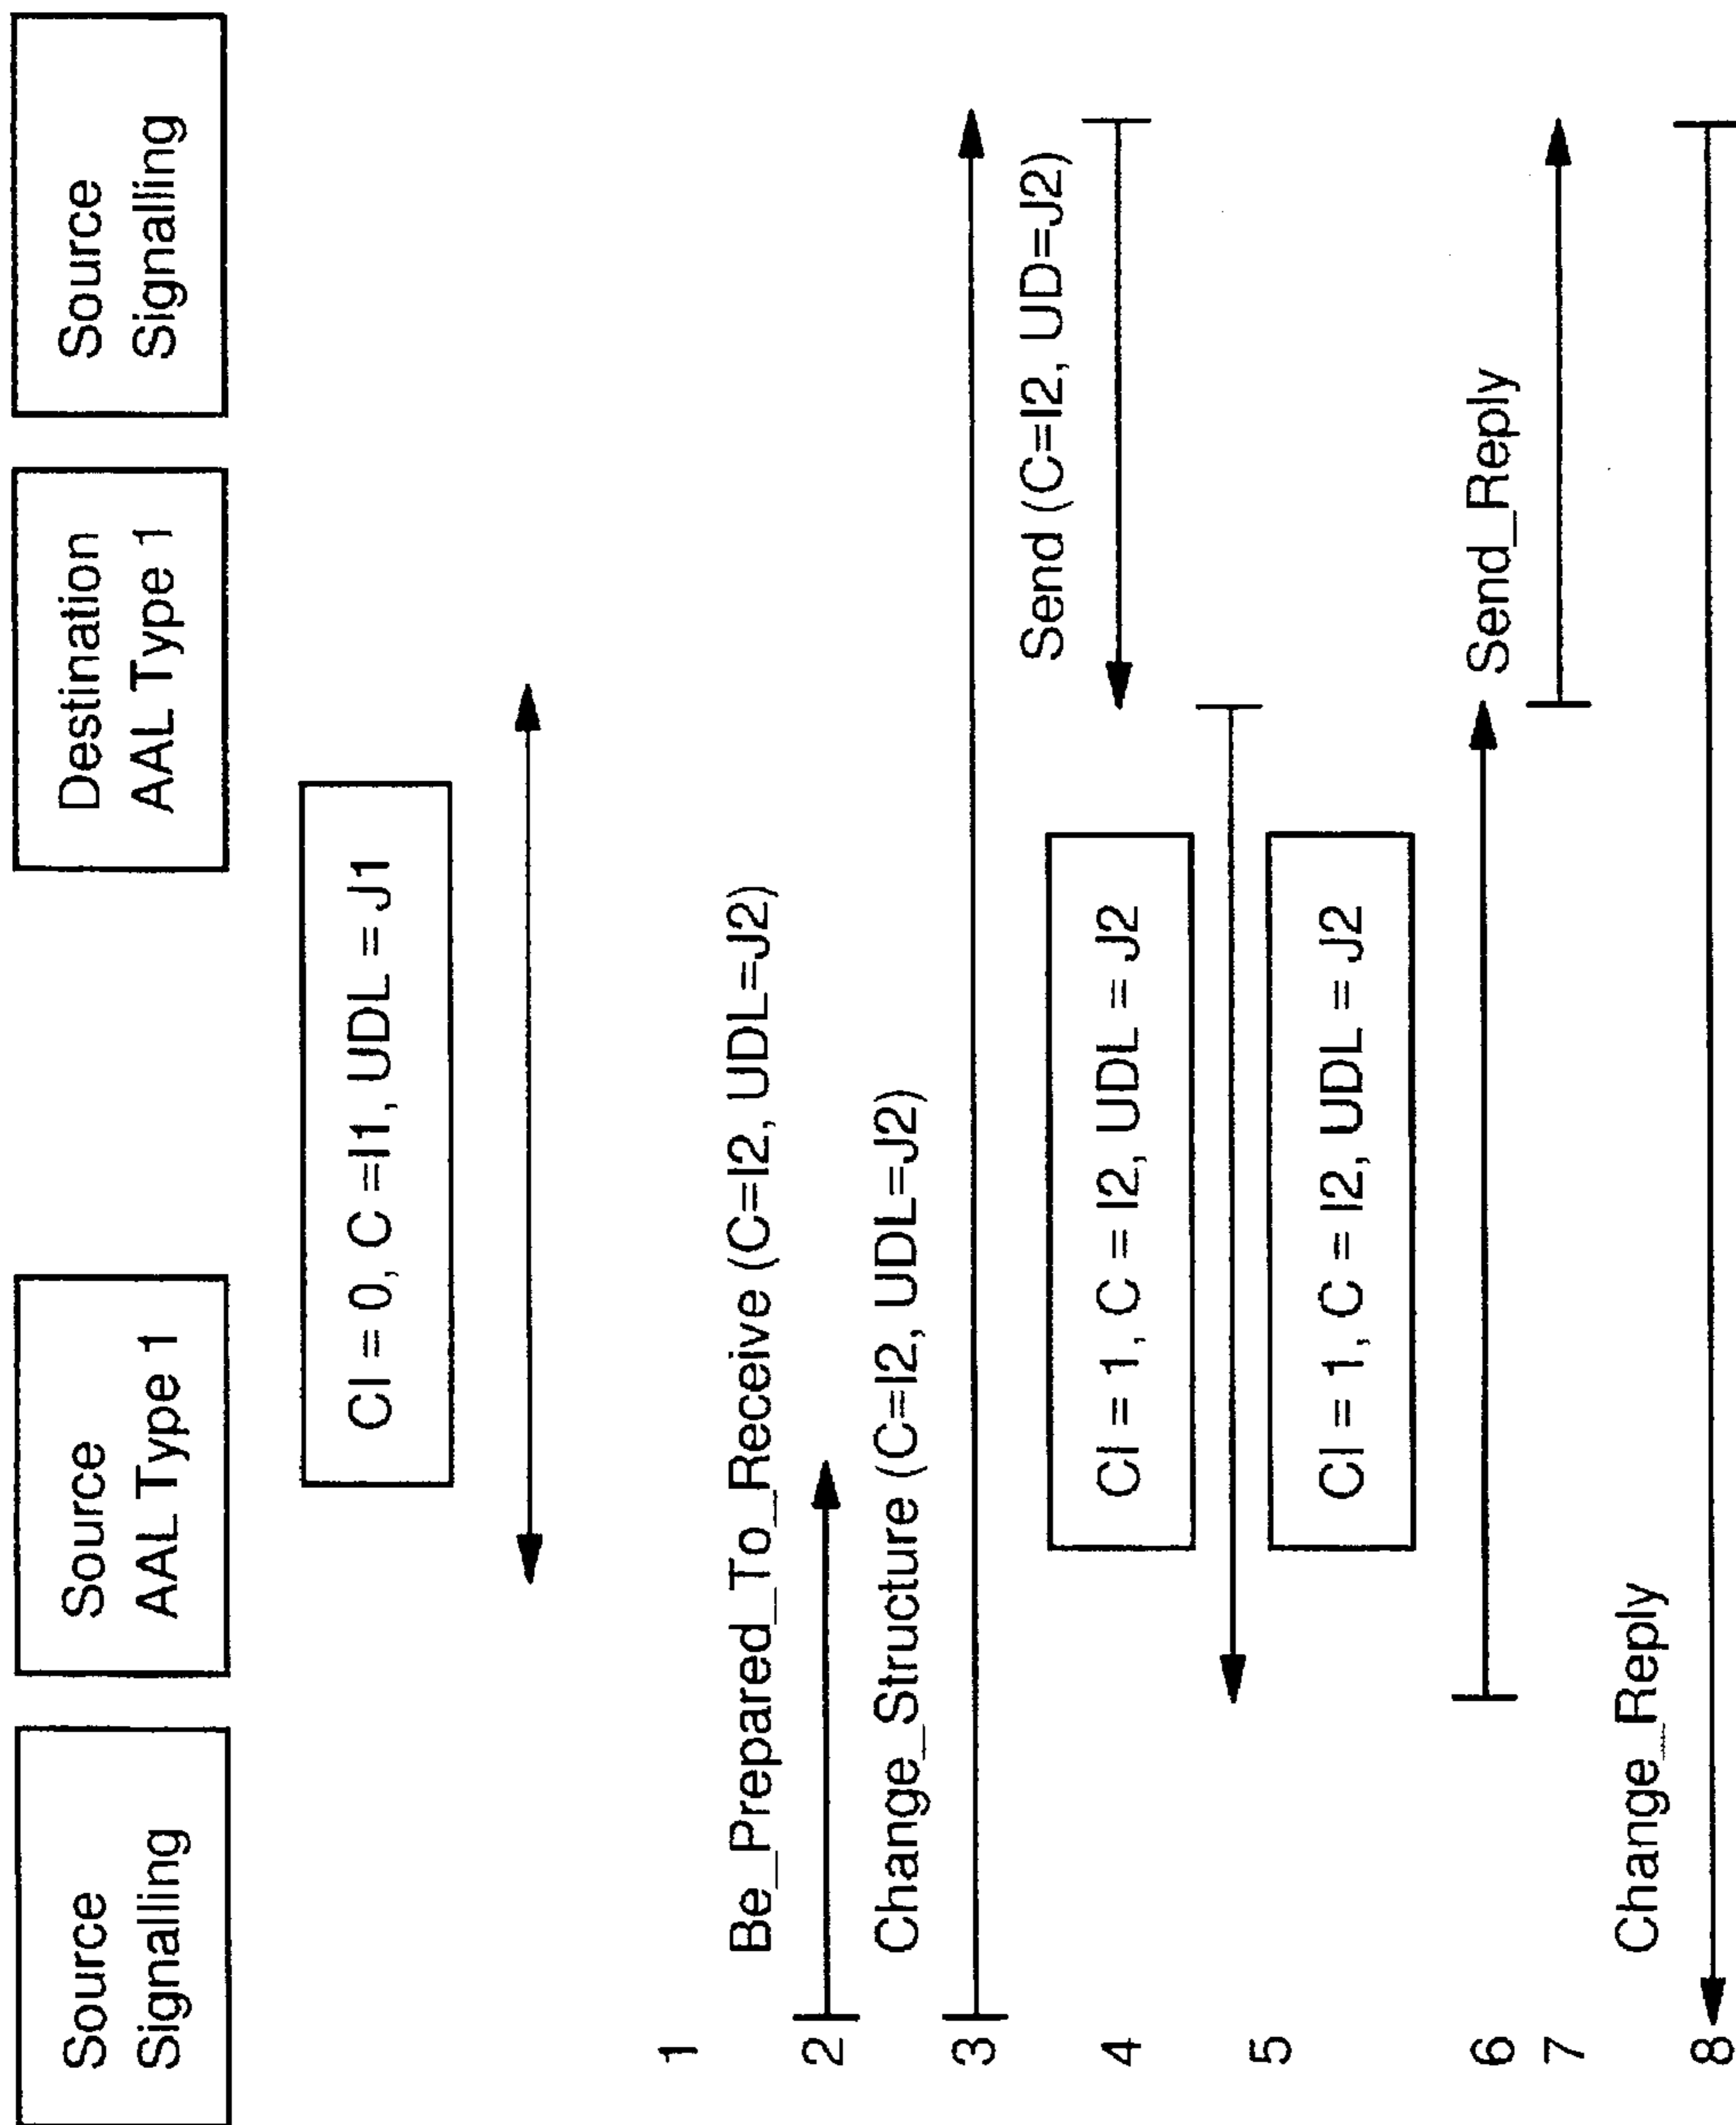 Source
Signalling
Source
AAL Type 1
Destination
AAL Type 1
Source
Signalling
CI = 0, C =I1, UDL = J1
1
Be_Prepared_To_Receive (C=I2, UDL=J2)
2
Change_Structure (C=I2, UDL=J2)
3
Send (C=I2, UD=J2)
4
CI = 1, C = I2, UDL = J2
5
CI = 1, C = I2, UDL = J2
6
Send_Reply
7
Change_Reply
8